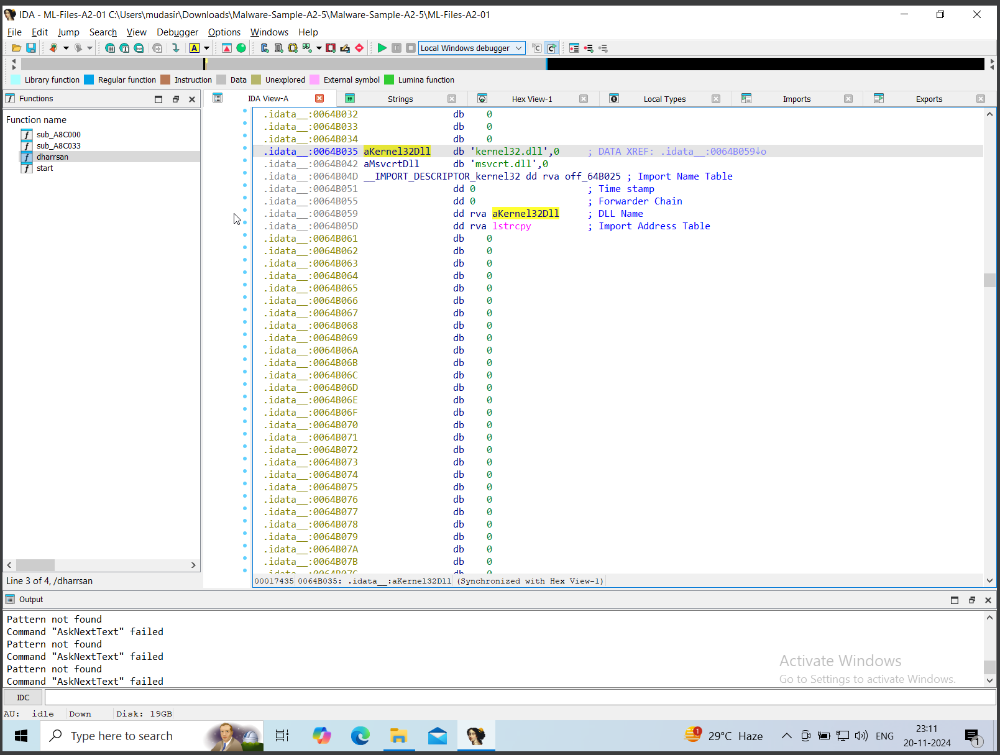 IDA - ML-Files-A2-01 C:\Users\mudasir\Downloads\Malware-Sample-A2-5\Malware-Sample-A2-5\ML-Files-A2-01
File Edit Jump Search View Debugger Options Windows Help
Local Windows debugger
Library function Regular function Instruction Data Unexplored External symbol Lumina function
Functions
IDA View-A Strings Hex View-1 Local Types Imports Exports
Function name
sub_A8C000
sub_A8C033
dharrsan
start
Line 3 of 4, /dharrsan
.idata__:0064B032 db 0
.idata__:0064B033 db 0
.idata__:0064B034 db 0
.idata__:0064B035 aKernel32Dll db 'kernel32.dll',0 ; DATA XREF: .idata__:0064B059↓o
.idata__:0064B042 aMsvcrtDll db 'msvcrt.dll',0
.idata__:0064B04D __IMPORT_DESCRIPTOR_kernel32 dd rva off_64B025 ; Import Name Table
.idata__:0064B051 dd 0 ; Time stamp
.idata__:0064B055 dd 0 ; Forwarder Chain
.idata__:0064B059 dd rva aKernel32Dll ; DLL Name
.idata__:0064B05D dd rva lstrcpy ; Import Address Table
.idata__:0064B061 db 0
.idata__:0064B062 db 0
.idata__:0064B063 db 0
.idata__:0064B064 db 0
.idata__:0064B065 db 0
.idata__:0064B066 db 0
.idata__:0064B067 db 0
.idata__:0064B068 db 0
.idata__:0064B069 db 0
.idata__:0064B06A db 0
.idata__:0064B06B db 0
.idata__:0064B06C db 0
.idata__:0064B06D db 0
.idata__:0064B06E db 0
.idata__:0064B06F db 0
.idata__:0064B070 db 0
.idata__:0064B071 db 0
.idata__:0064B072 db 0
.idata__:0064B073 db 0
.idata__:0064B074 db 0
.idata__:0064B075 db 0
.idata__:0064B076 db 0
.idata__:0064B077 db 0
.idata__:0064B078 db 0
.idata__:0064B079 db 0
.idata__:0064B07A db 0
.idata__:0064B07B db 0
.idata__:0064B07C db 0
00017435 0064B035: .idata__:aKernel32Dll (Synchronized with Hex View-1)
Output
Pattern not found
Command "AskNextText" failed
Pattern not found
Command "AskNextText" failed
Pattern not found
Command "AskNextText" failed
Activate Windows
Go to Settings to activate Windows.
IDC
AU: idle Down Disk: 19GB
Type here to search
1
29°C Haze
ENG
23:11
20-11-2024
1